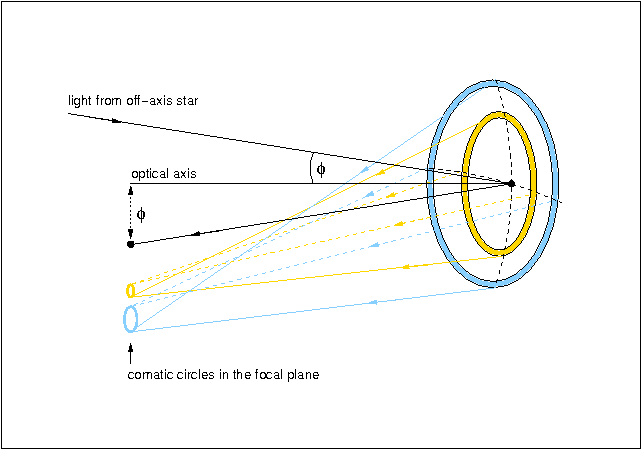 light from off-axis star
ϕ
optical axis
ϕ
comatic circles in the focal plane